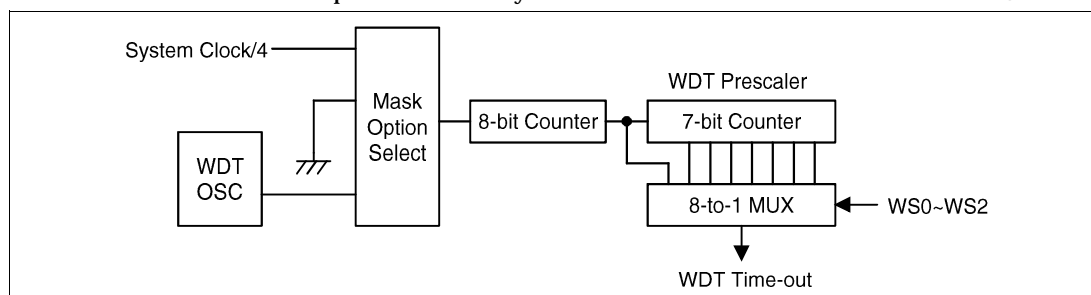 System Clock/4
WDT
OSC
Mask
Option
Select
8-bit Counter
WDT Prescaler
7-bit Counter
8-to-1 MUX
WS0~WS2
WDT Time-out